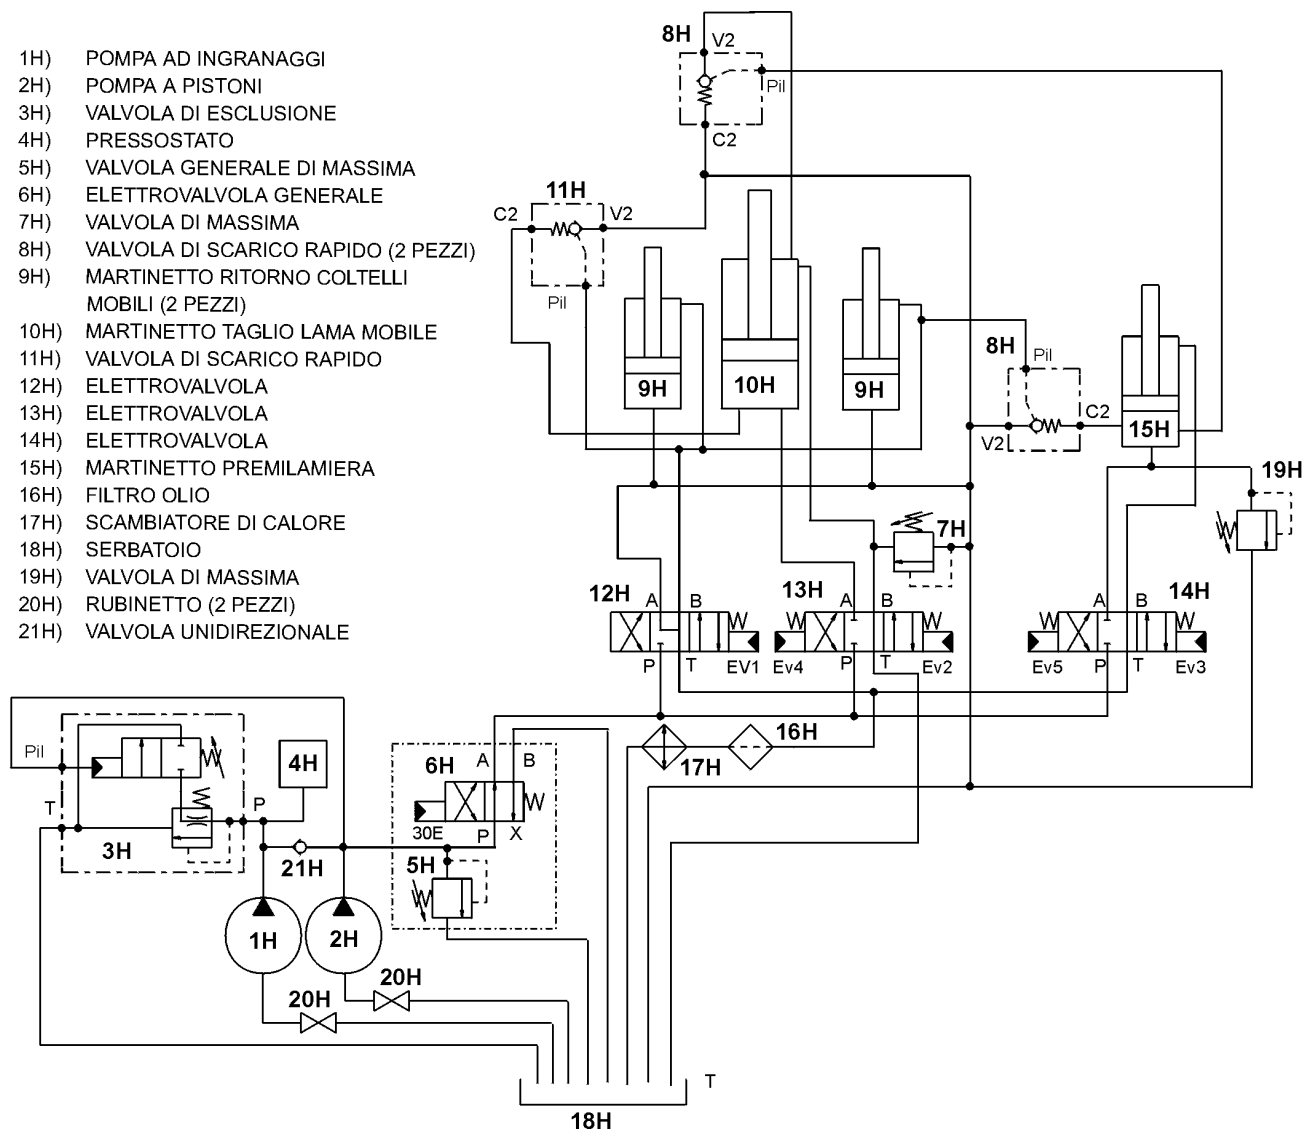 1H) POMPA AD INGRANAGGI
2H) POMPA A PISTONI
3H) VALVOLA DI ESCLUSIONE
4H) PRESSOSTATO
5H) VALVOLA GENERALE DI MASSIMA
6H) ELETTROVALVOLA GENERALE
7H) VALVOLA DI MASSIMA
8H) VALVOLA DI SCARICO RAPIDO (2 PEZZI)
9H) MARTINETTO RITORNO COLTELLI
MOBILI (2 PEZZI)
10H) MARTINETTO TAGLIO LAMA MOBILE
11H) VALVOLA DI SCARICO RAPIDO
12H) ELETTROVALVOLA
13H) ELETTROVALVOLA
14H) ELETTROVALVOLA
15H) MARTINETTO PREMILAMIERA
16H) FILTRO OLIO
17H) SCAMBIATORE DI CALORE
18H) SERBATOIO
19H) VALVOLA DI MASSIMA
20H) RUBINETTO (2 PEZZI)
21H) VALVOLA UNIDIREZIONALE
8H V2
Pil
C2
11H
C2 V2
Pil
8H Pil
9H 10H 9H
C2
V2
15H
19H
7H
12H A B
13H A B
A B 14H
P T EV1
Ev4 P T Ev2
Ev5 P T Ev3
16H
17H
Pil
4H
6H A B
T P
30E P X
3H
21H
5H
1H 2H
20H
20H
T
18H